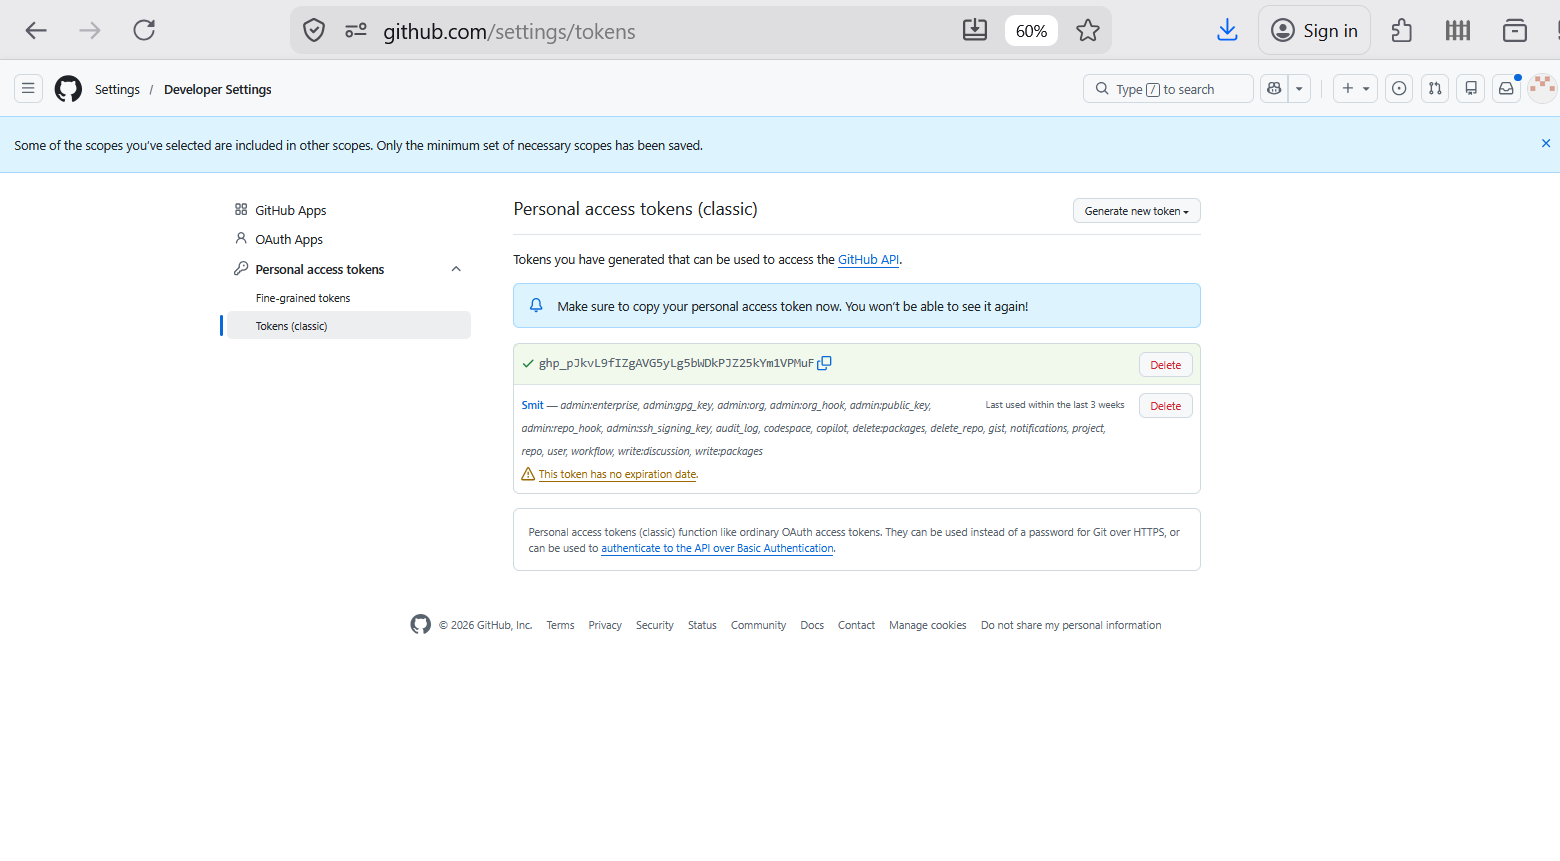 github.com/settings/tokens
60%
Sign in
Settings / Developer Settings
Type / to search
Some of the scopes you've selected are included in other scopes. Only the minimum set of necessary scopes has been saved.
GitHub Apps
OAuth Apps
Personal access tokens
Fine-grained tokens
Tokens (classic)
Personal access tokens (classic)
Generate new token
Tokens you have generated that can be used to access the GitHub API.
Make sure to copy your personal access token now. You won't be able to see it again!
ghp_[REDACTED] Delete
Smit — admin:enterprise, admin:gpg_key, admin:org, admin:org_hook, admin:public_key, Last used within the last 3 weeks Delete
admin:repo_hook, admin:ssh_signing_key, audit_log, codespace, copilot, delete:packages, delete_repo, gist, notifications, project,
repo, user, workflow, write:discussion, write:packages
This token has no expiration date.
Personal access tokens (classic) function like ordinary OAuth access tokens. They can be used instead of a password for Git over HTTPS, or
can be used to authenticate to the API over Basic Authentication.
© 2026 GitHub, Inc. Terms Privacy Security Status Community Docs Contact Manage cookies Do not share my personal information